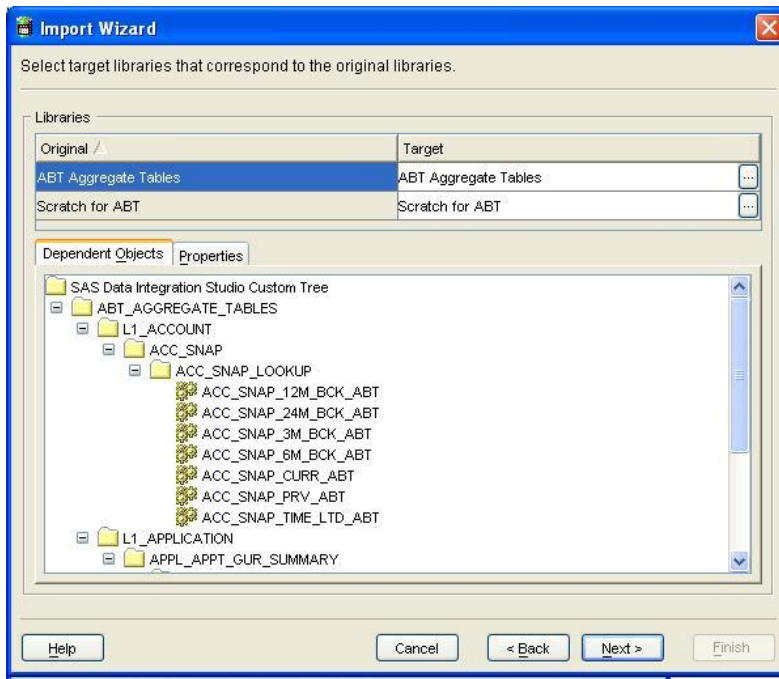 Import Wizard
Select target libraries that correspond to the original libraries.
Libraries
Original Target
ABT Aggregate Tables ABT Aggregate Tables ...
Scratch for ABT Scratch for ABT ...
Dependent Objects Properties
SAS Data Integration Studio Custom Tree
ABT_AGGREGATE_TABLES
L1_ACCOUNT
ACC_SNAP
ACC_SNAP_LOOKUP
ACC_SNAP_12M_BCK_ABT
ACC_SNAP_24M_BCK_ABT
ACC_SNAP_3M_BCK_ABT
ACC_SNAP_6M_BCK_ABT
ACC_SNAP_CURR_ABT
ACC_SNAP_PRV_ABT
ACC_SNAP_TIME_LTD_ABT
L1_APPLICATION
APPL_APPT_GUR_SUMMARY
Help Cancel < Back Next > Finish